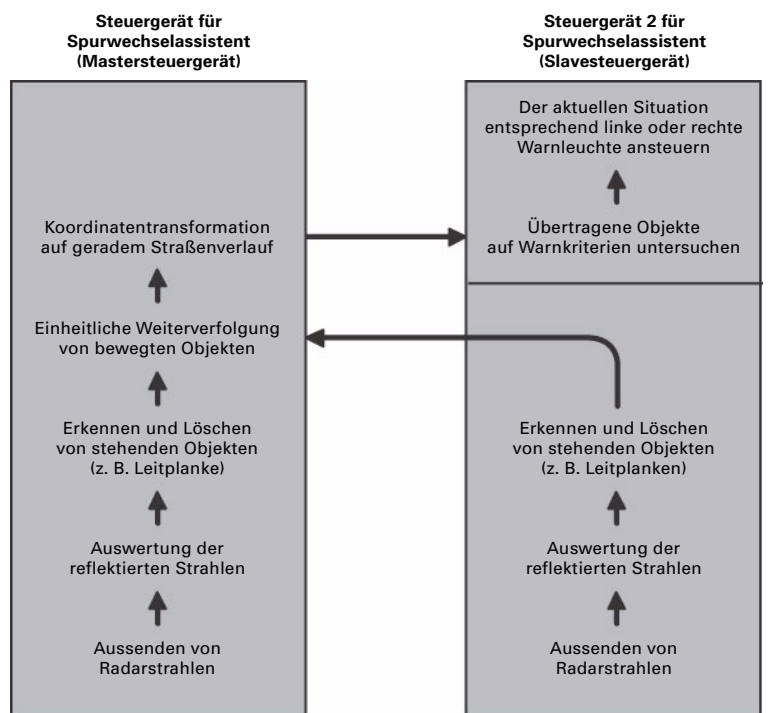 Steuergerät für
Spurwechselassistent
(Mastersteuergerät)
Koordinatentransformation
auf geradem Straßenverlauf
Einheitliche Weiterverfolgung
von bewegten Objekten
Erkennen und Löschen
von stehenden Objekten
(z. B. Leitplanke)
Auswertung der
reflektierten Strahlen
Aussenden von
Radarstrahlen
Steuergerät 2 für
Spurwechselassistent
(Slavesteuergerät)
Der aktuellen Situation
entsprechend linke oder rechte
Warnleuchte ansteuern
Übertragene Objekte
auf Warnkriterien untersuchen
Erkennen und Löschen
von stehenden Objekten
(z. B. Leitplanken)
Auswertung der
reflektierten Strahlen
Aussenden von
Radarstrahlen